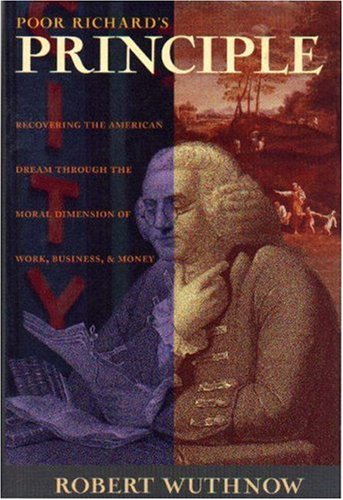 POOR RICHARD'S
PRINCIPLE
RECOVERING THE AMERICAN
DREAM THROUGH THE
MORAL DIMENSION OF
WORK, BUSINESS, & MONEY
CITY
ROBERT WUTHNOW